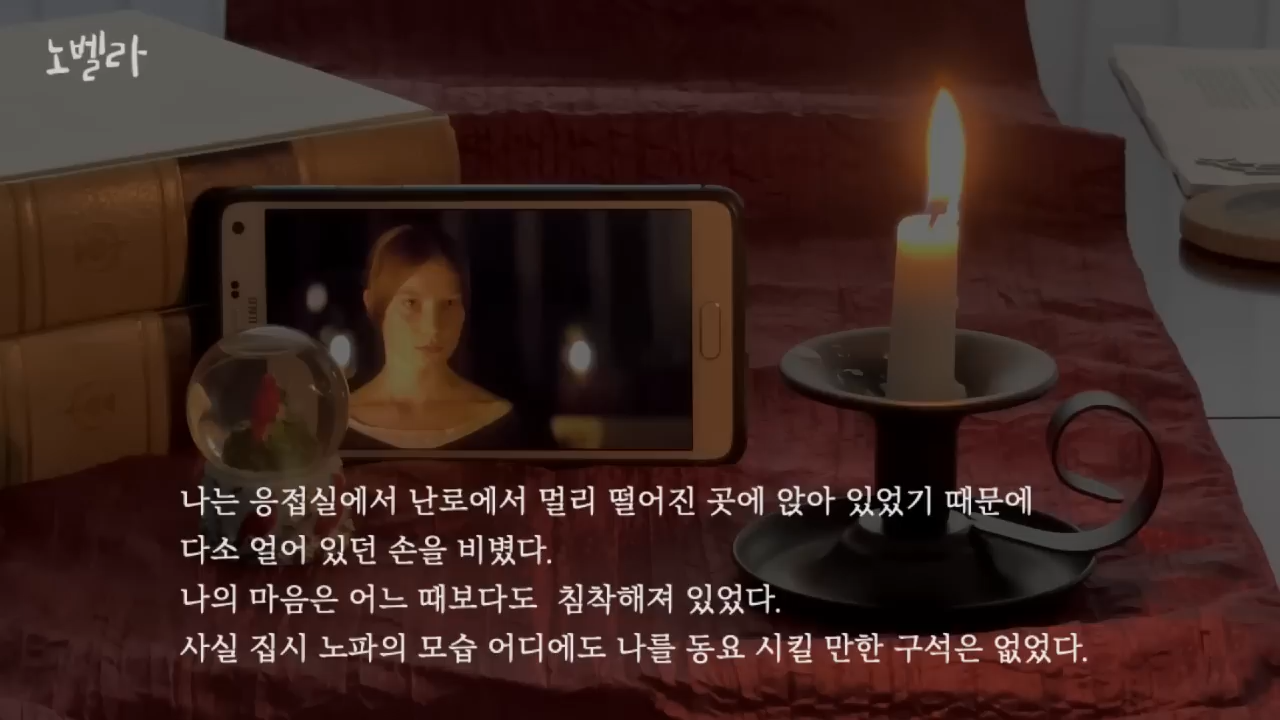 노벨라
나는 응접실에서 난로에서 멀리 떨어진 곳에 앉아 있었기 때문에
다소 얼어 있던 손을 비볐다.
나의 마음은 어느 때보다도 침착해져 있었다.
사실 집시 노파의 모습 어디에도 나를 동요 시킬 만한 구석은 없었다.